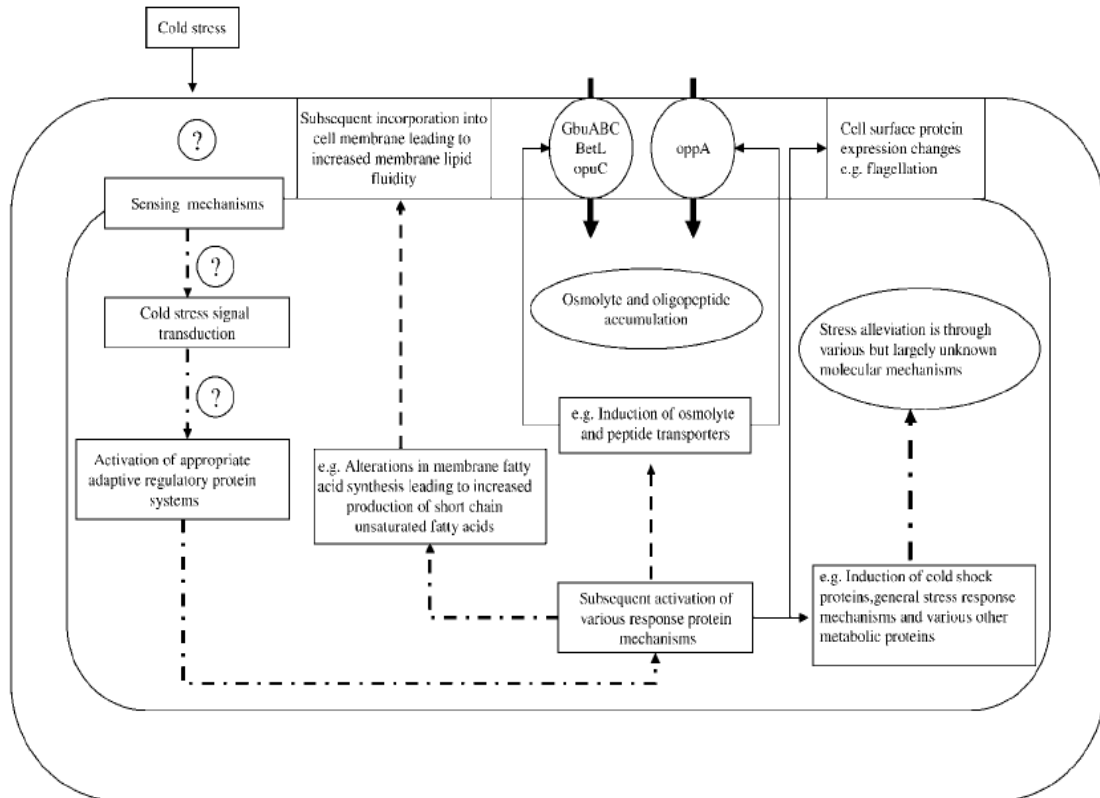 Cold stress
?
Sensing mechanisms
?
Cold stress signal
transduction
?
Activation of appropriate
adaptive regulatory protein
systems
Subsequent incorporation into
cell membrane leading to
increased membrane lipid
fluidity
e.g. Alterations in membrane fatty
acid synthesis leading to increased
production of short chain
unsaturated fatty acids
GbuABC
BetL
opuC
oppA
Osmolyte and oligopeptide
accumulation
e.g. Induction of osmolyte
and peptide transporters
Subsequent activation of
various response protein
mechanisms
Cell surface protein
expression changes
e.g. flagellation
Stress alleviation is through
various but largely unknown
molecular mechanisms
e.g. Induction of cold shock
proteins,general stress response
mechanisms and various other
metabolic proteins